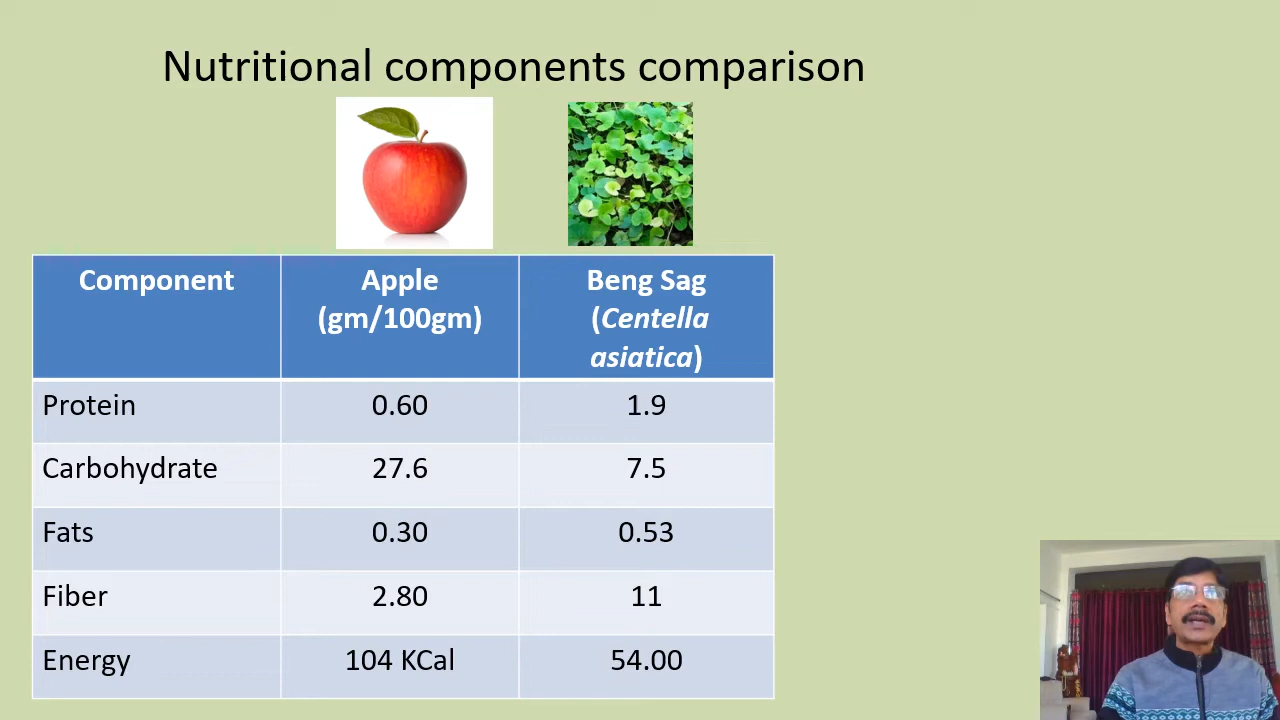 Nutritional components comparison
Component Apple Beng Sag
(gm/100gm) (Centella
asiatica)
Protein 0.60 1.9
Carbohydrate 27.6 7.5
Fats 0.30 0.53
Fiber 2.80 11
Energy 104 KCal 54.00